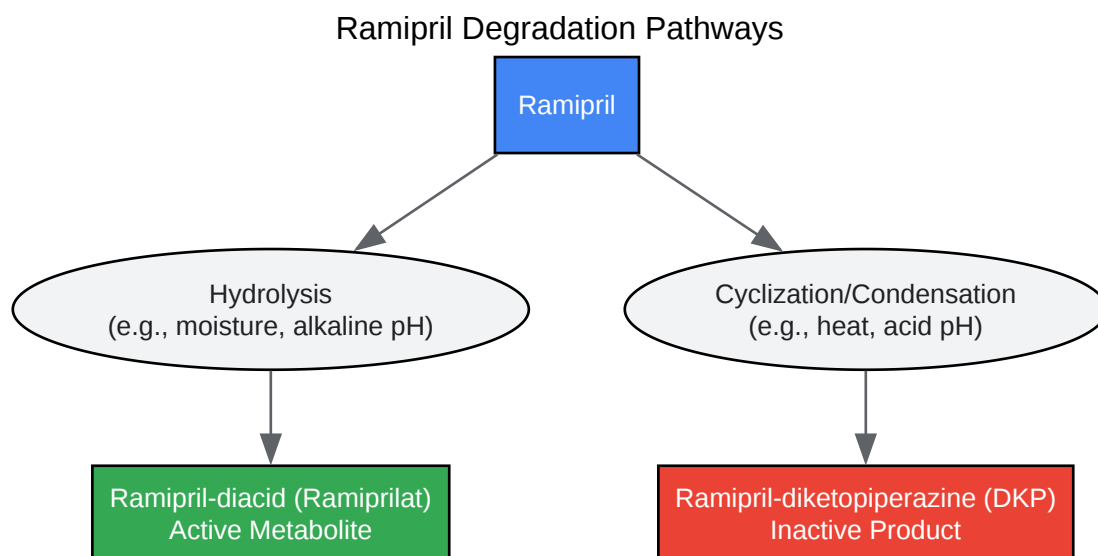 Ramipril Degradation Pathways
Ramipril
Hydrolysis
(e.g., moisture, alkaline pH)
Cyclization/Condensation
(e.g., heat, acid pH)
Ramipril-diacid (Ramiprilat)
Active Metabolite
Ramipril-diketopiperazine (DKP)
Inactive Product